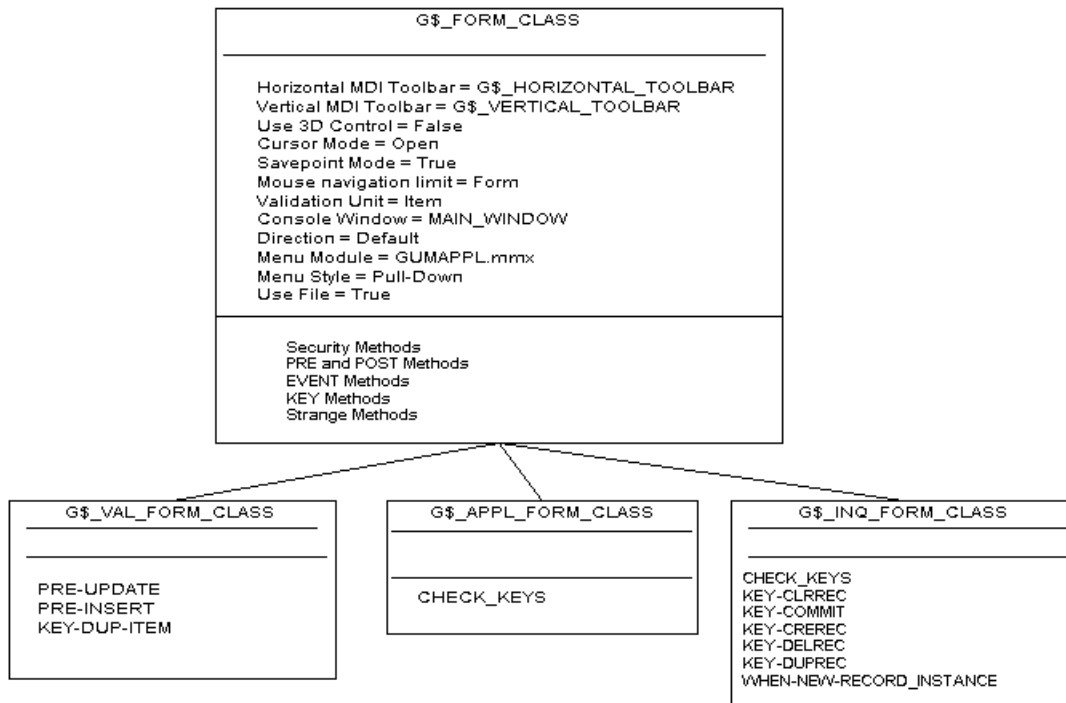 G$_FORM_CLASS
Horizontal MDI Toolbar = G$_HORIZONTAL_TOOLBAR
Vertical MDI Toolbar = G$_VERTICAL_TOOLBAR
Use 3D Control = False
Cursor Mode = Open
Savepoint Mode = True
Mouse navigation limit = Form
Validation Unit = Item
Console Window = MAIN_WINDOW
Direction = Default
Menu Module = GUMAPPL.mmx
Menu Style = Pull-Down
Use File = True
Security Methods
PRE and POST Methods
EVENT Methods
KEY Methods
Strange Methods
G$_VAL_FORM_CLASS
PRE-UPDATE
PRE-INSERT
KEY-DUP-ITEM
G$_APPL_FORM_CLASS
CHECK_KEYS
G$_INQ_FORM_CLASS
CHECK_KEYS
KEY-CLRREC
KEY-COMMIT
KEY-CREREC
KEY-DELREC
KEY-DUPREC
WHEN-NEW-RECORD_INSTANCE